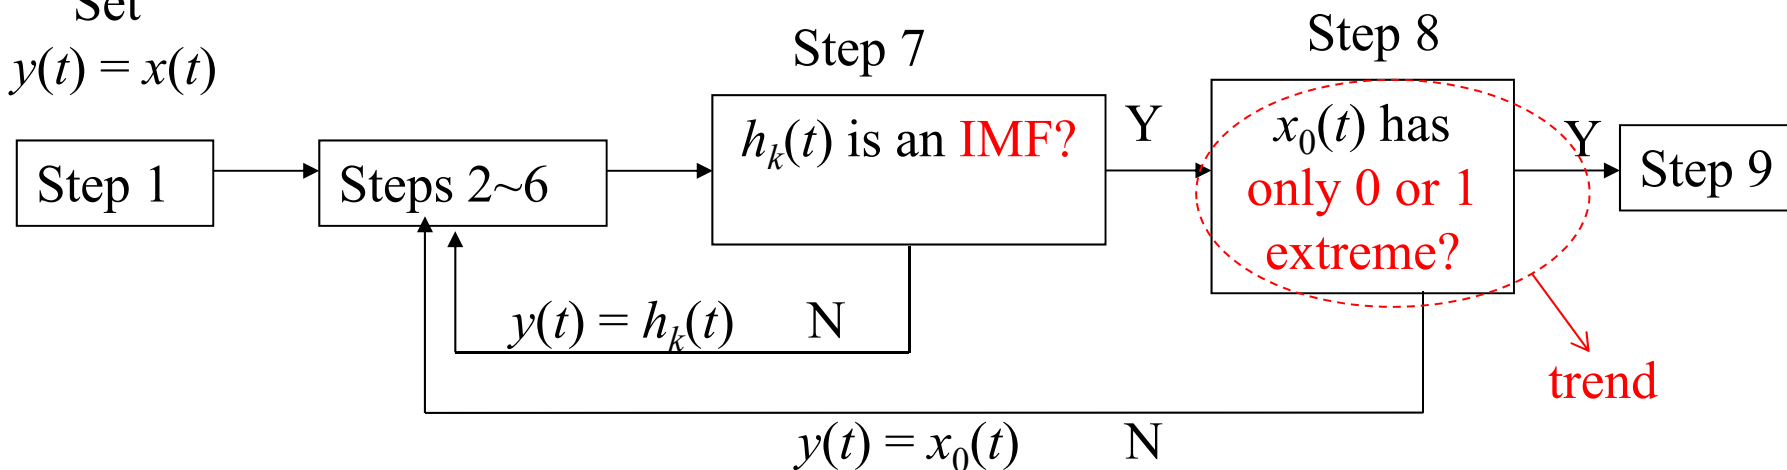 Set
y(t) = x(t)
Step 1
Steps 2~6
Step 7
hₖ(t) is an IMF?
Y
N
y(t) = hₖ(t)
Step 8
x₀(t) has
only 0 or 1
extreme?
Y
Step 9
trend
y(t) = x₀(t)
N